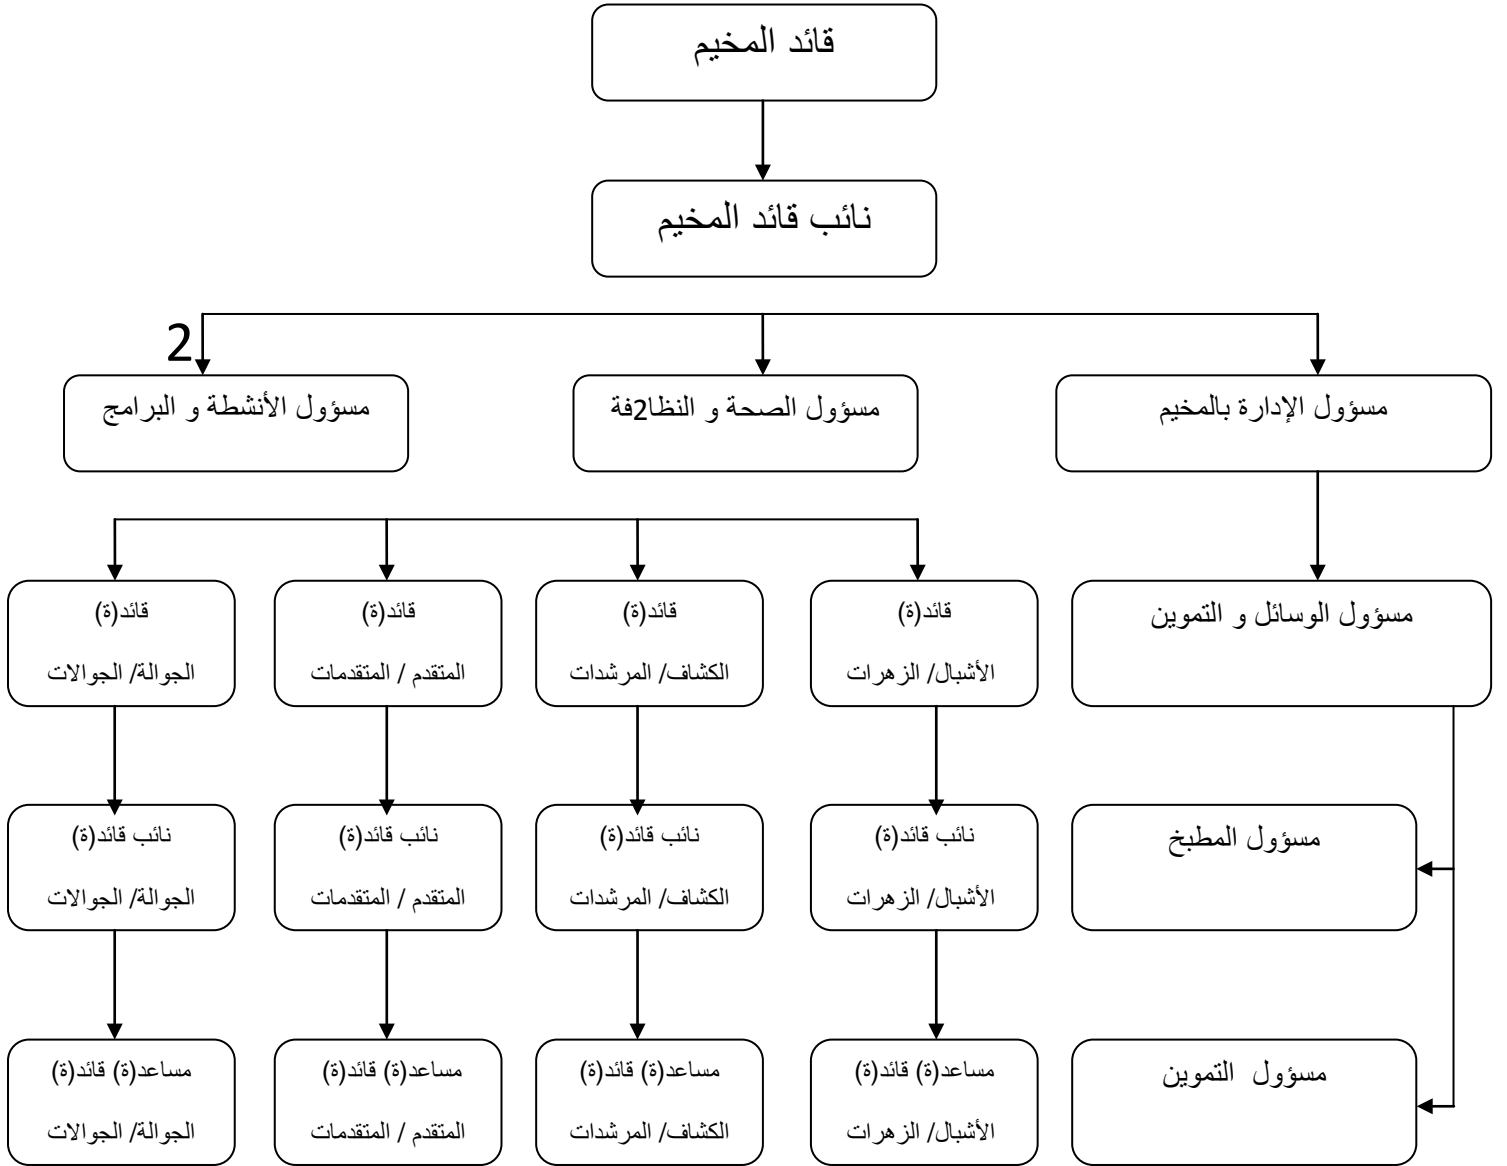 قائد المخيم
نائب قائد المخيم
2
مسؤول الإدارة بالمخيم
مسؤول الصحة و النظا2فة
مسؤول الأنشطة و البرامج
مسؤول الوسائل و التموين
قائد(ة)
الأشبال/ الزهرات
قائد(ة)
الكشاف/ المرشدات
قائد(ة)
المتقدم / المتقدمات
قائد(ة)
الجوالة/ الجوالات
مسؤول المطبخ
نائب قائد(ة)
الأشبال/ الزهرات
نائب قائد(ة)
الكشاف/ المرشدات
نائب قائد(ة)
المتقدم / المتقدمات
نائب قائد(ة)
الجوالة/ الجوالات
مسؤول التموين
مساعد(ة) قائد(ة)
الأشبال/ الزهرات
مساعد(ة) قائد(ة)
الكشاف/ المرشدات
مساعد(ة) قائد(ة)
المتقدم / المتقدمات
مساعد(ة) قائد(ة)
الجوالة/ الجوالات